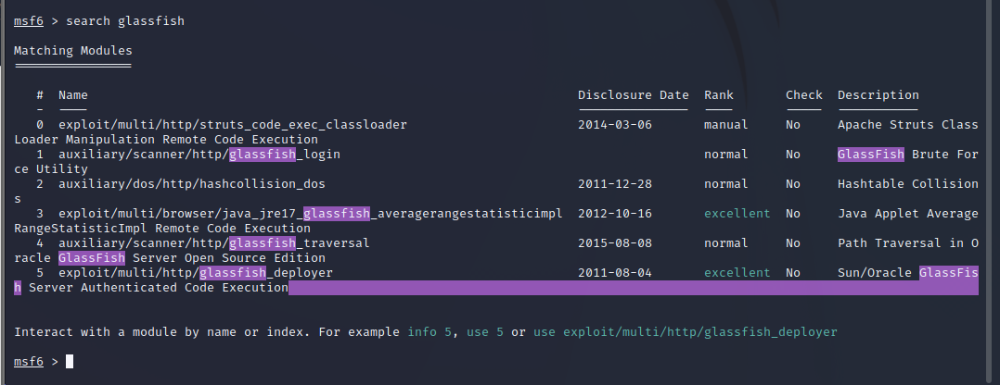 msf6 > search glassfish
Matching Modules
================
#  Name                                                                  Disclosure Date  Rank       Check  Description
-  ----                                                                  ---------------  ----       -----  -----------
0  exploit/multi/http/struts_code_exec_classloader                       2014-03-06       manual     No     Apache Struts Class
Loader Manipulation Remote Code Execution
1  auxiliary/scanner/http/glassfish_login                                                 normal     No     GlassFish Brute For
ce Utility
2  auxiliary/dos/http/hashcollision_dos                                  2011-12-28       normal     No     Hashtable Collision
s
3  exploit/multi/browser/java_jre17_glassfish_averagerangestatisticimpl  2012-10-16       excellent  No     Java Applet Average
RangeStatisticImpl Remote Code Execution
4  auxiliary/scanner/http/glassfish_traversal                            2015-08-08       normal     No     Path Traversal in O
racle GlassFish Server Open Source Edition
5  exploit/multi/http/glassfish_deployer                                 2011-08-04       excellent  No     Sun/Oracle GlassFis
h Server Authenticated Code Execution
Interact with a module by name or index. For example info 5, use 5 or use exploit/multi/http/glassfish_deployer
msf6 >